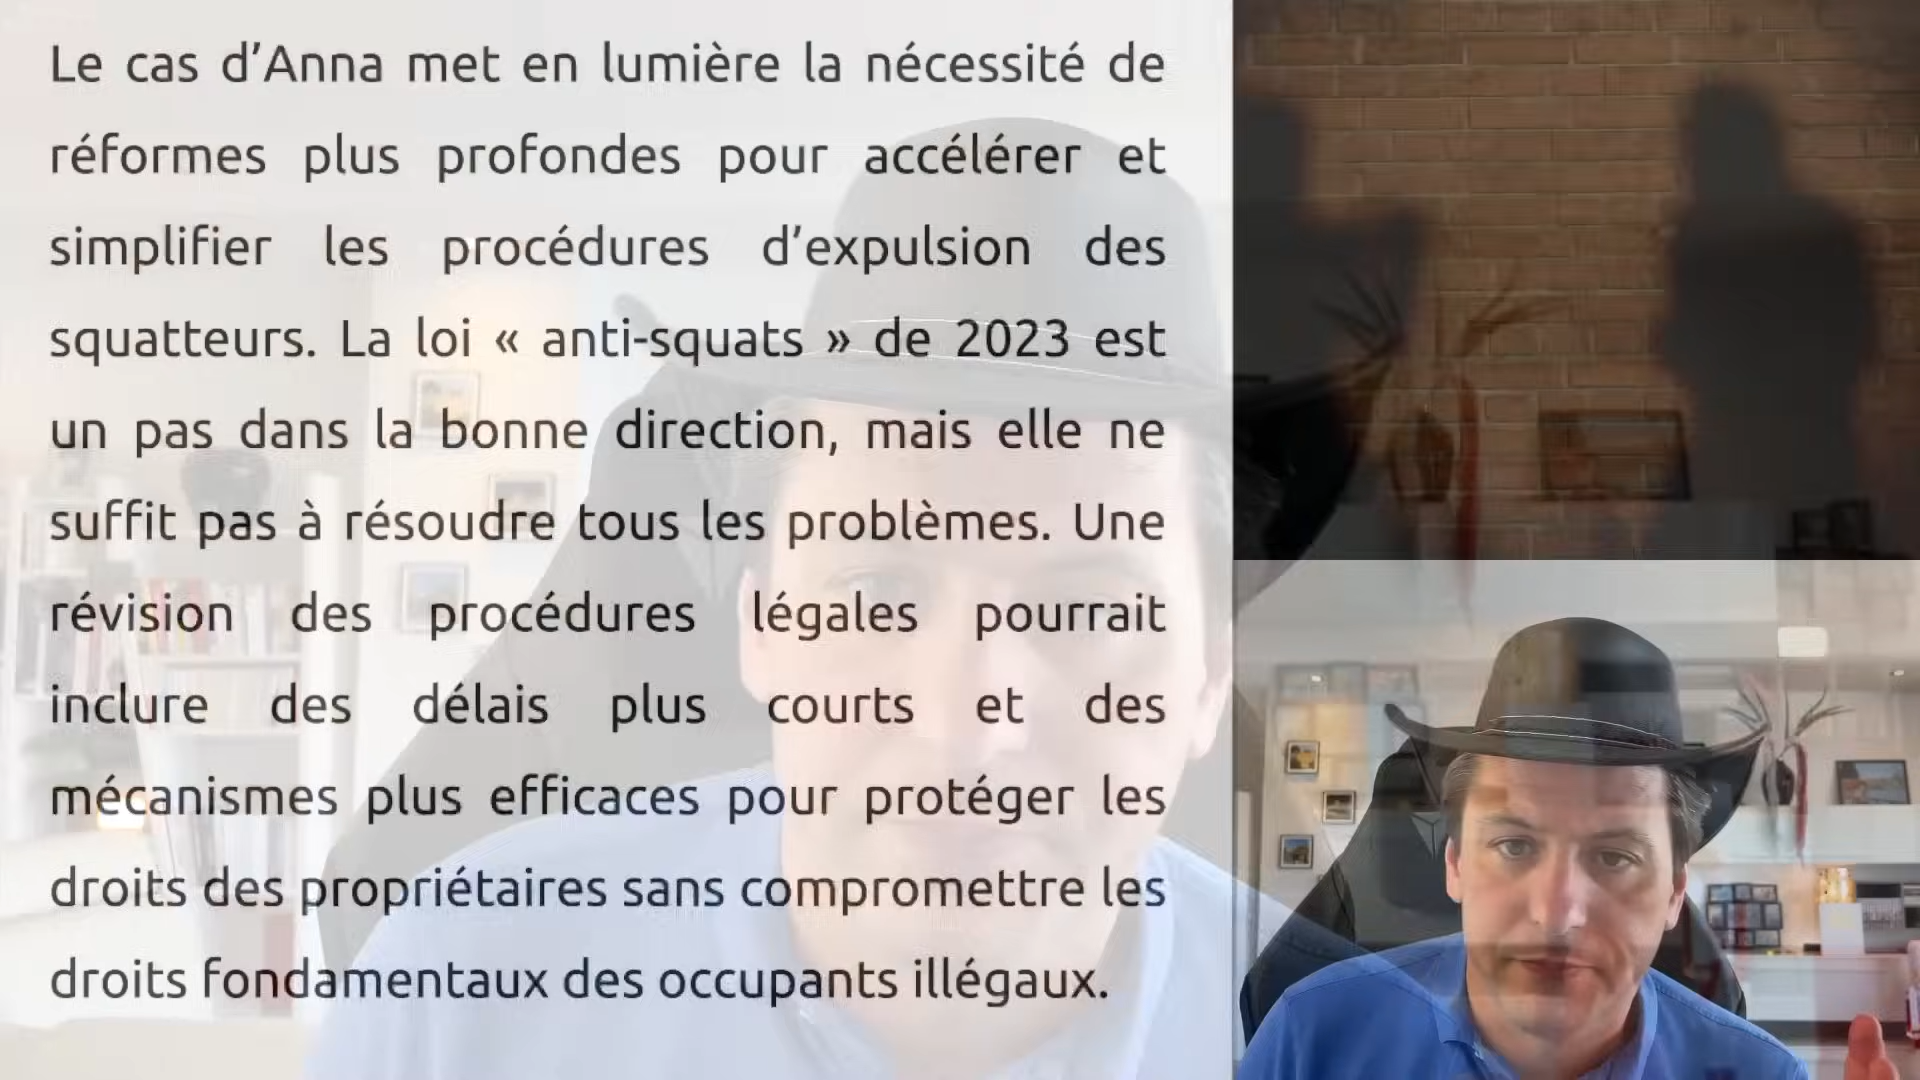 Le cas d’Anna met en lumière la nécessité de
réformes plus profondes pour accélérer et
simplifier les procédures d’expulsion des
squatteurs. La loi « anti-squats » de 2023 est
un pas dans la bonne direction, mais elle ne
suffit pas à résoudre tous les problèmes. Une
révision des procédures légales pourrait
inclure des délais plus courts et des
mécanismes plus efficaces pour protéger les
droits des propriétaires sans compromettre les
droits fondamentaux des occupants illégaux.